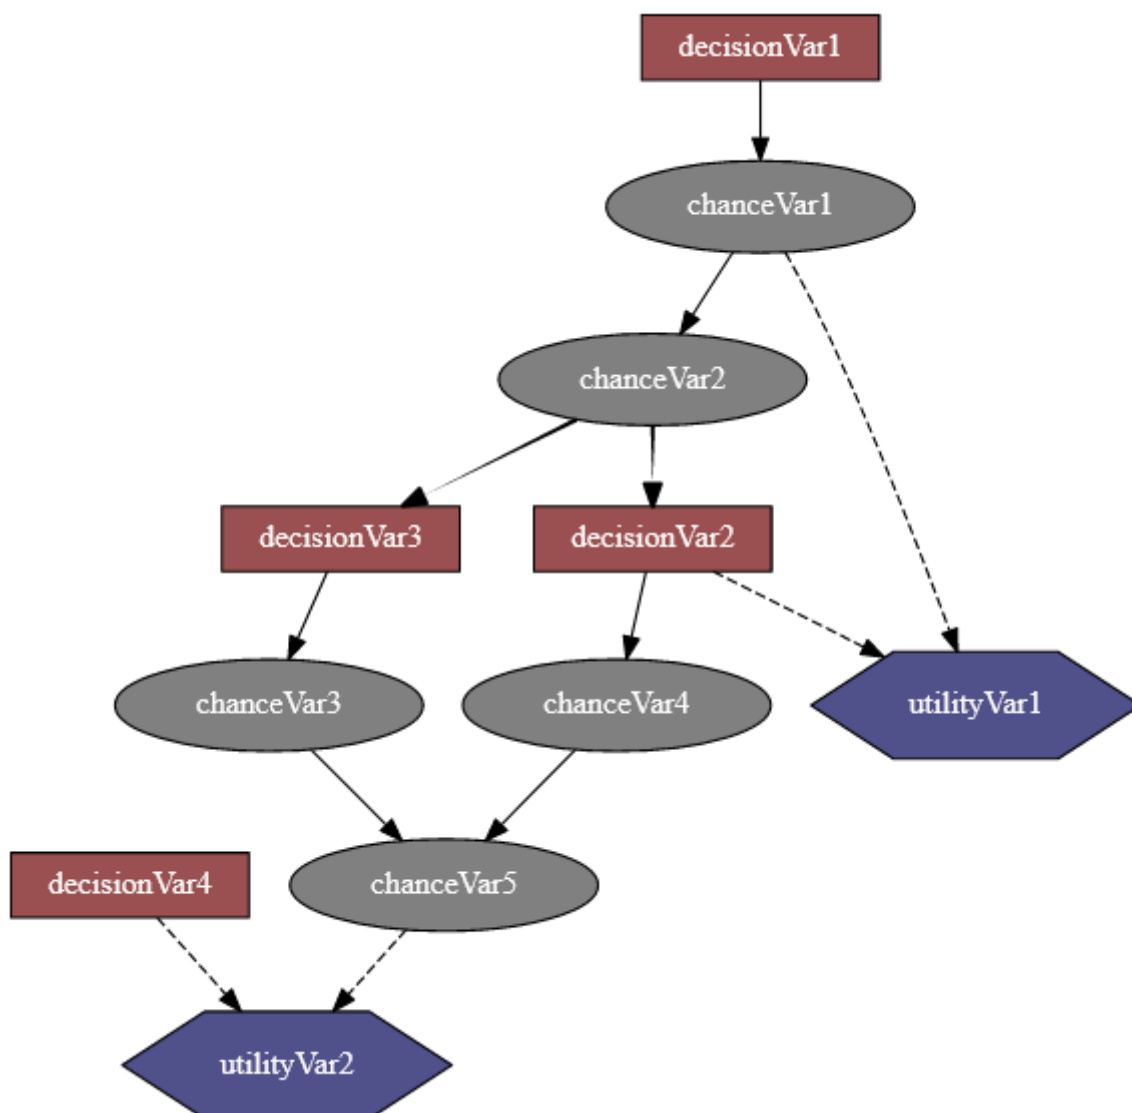 decisionVar1
chanceVar1
chanceVar2
decisionVar3
decisionVar2
chanceVar3
chanceVar4
utilityVar1
decisionVar4
chanceVar5
utilityVar2